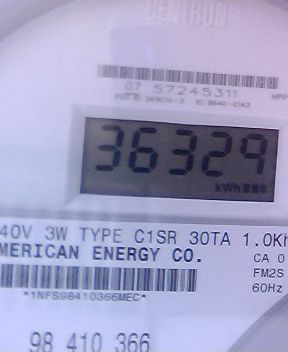 CENTRON®
07 57245311
36329
kWh
40V 3W TYPE C1SR 30TA 1.0Kh
MERICAN ENERGY CO.
CA 0
FM2S
60Hz
*1NFS98410366MEC*
98 410 366